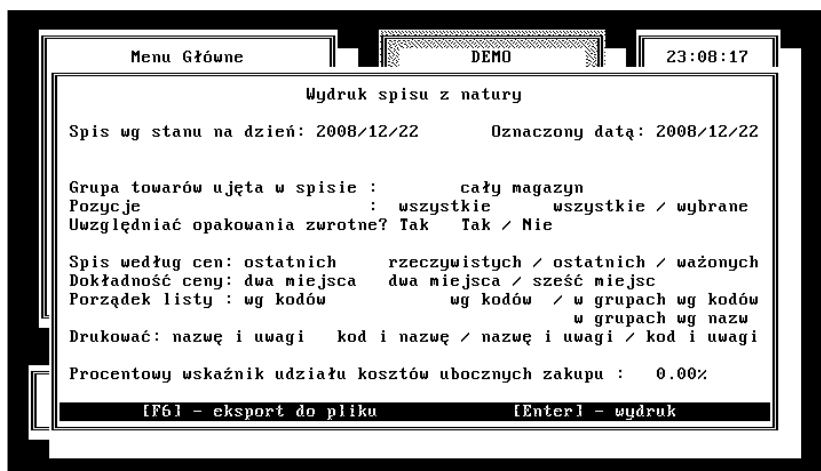 Menu Główne DEMO 23:08:17
Wydruk spisu z natury
Spis wg stanu na dzień: 2008/12/22 Oznaczony datą: 2008/12/22
Grupa towarów ujęta w spisie : cały magazyn
Pozycje : wszystkie wszystkie / wybrane
Uwzględniać opakowania zwrotne? Tak Tak / Nie
Spis według cen: ostatnich rzeczywistych / ostatnich / ważonych
Dokładność ceny: dwa miejsca dwa miejsca / sześć miejsc
Porządek listy : wg kodów wg kodów / w grupach wg kodów
w grupach wg nazw
Drukować: nazwę i uwagi kod i nazwę / nazwę i uwagi / kod i uwagi
Procentowy wskaźnik udziału kosztów ubocznych zakupu : 0.00%
[F6] - eksport do pliku [Enter] - wydruk